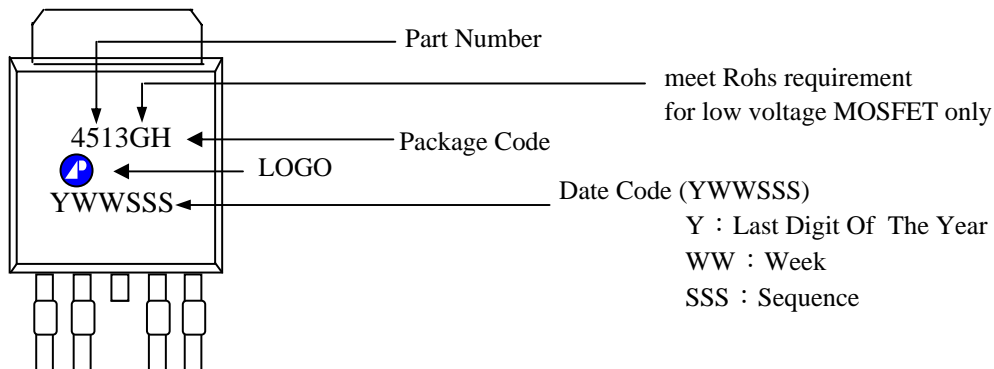 Part Number
meet Rohs requirement
for low voltage MOSFET only
4513GH
Package Code
LOGO
AP
YWWSSS
Date Code (YWWSSS)
Y：Last Digit Of The Year
WW：Week
SSS：Sequence